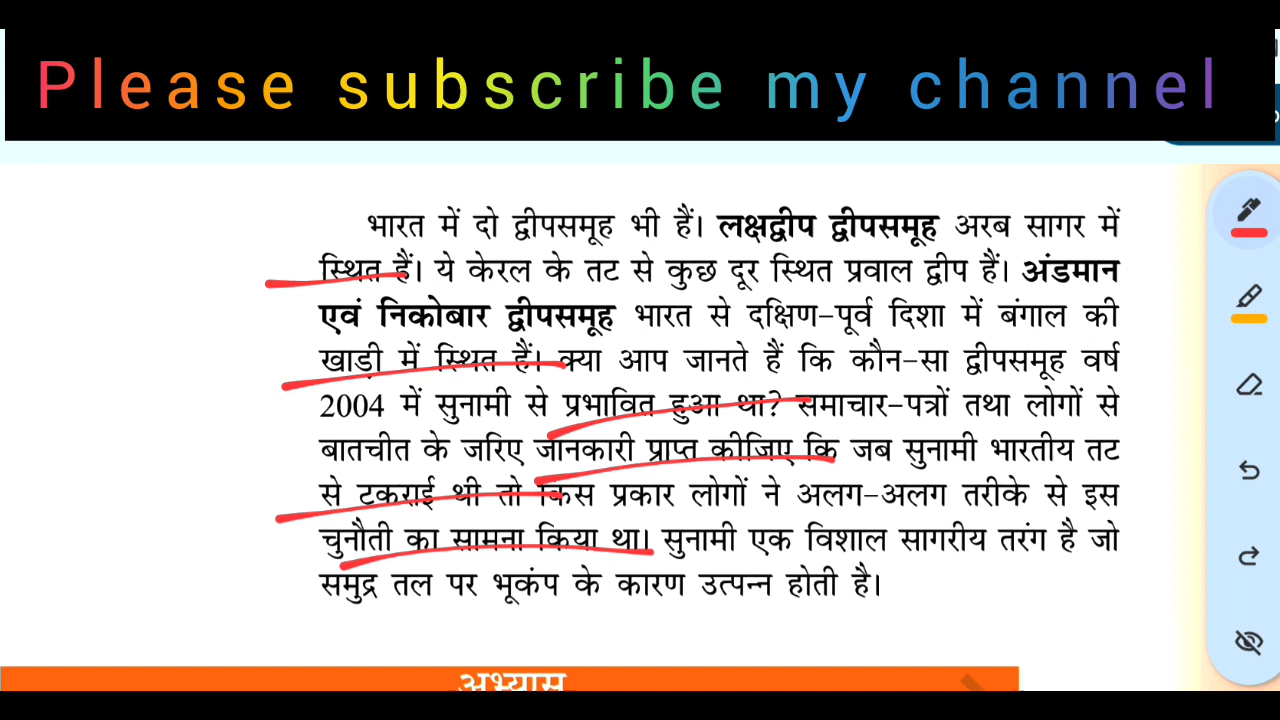 Please subscribe my channel
भारत में दो द्वीपसमूह भी हैं। लक्षद्वीप द्वीपसमूह अरब सागर में
स्थित हैं। ये केरल के तट से कुछ दूर स्थित प्रवाल द्वीप हैं। अंडमान
एवं निकोबार द्वीपसमूह भारत से दक्षिण-पूर्व दिशा में बंगाल की
खाड़ी में स्थित हैं। क्या आप जानते हैं कि कौन-सा द्वीपसमूह वर्ष
2004 में सुनामी से प्रभावित हुआ था? समाचार-पत्रों तथा लोगों से
बातचीत के जरिए जानकारी प्राप्त कीजिए कि जब सुनामी भारतीय तट
से टकराई थी तो किस प्रकार लोगों ने अलग-अलग तरीके से इस
चुनौती का सामना किया था। सुनामी एक विशाल सागरीय तरंग है जो
समुद्र तल पर भूकंप के कारण उत्पन्न होती है।
अभ्यास